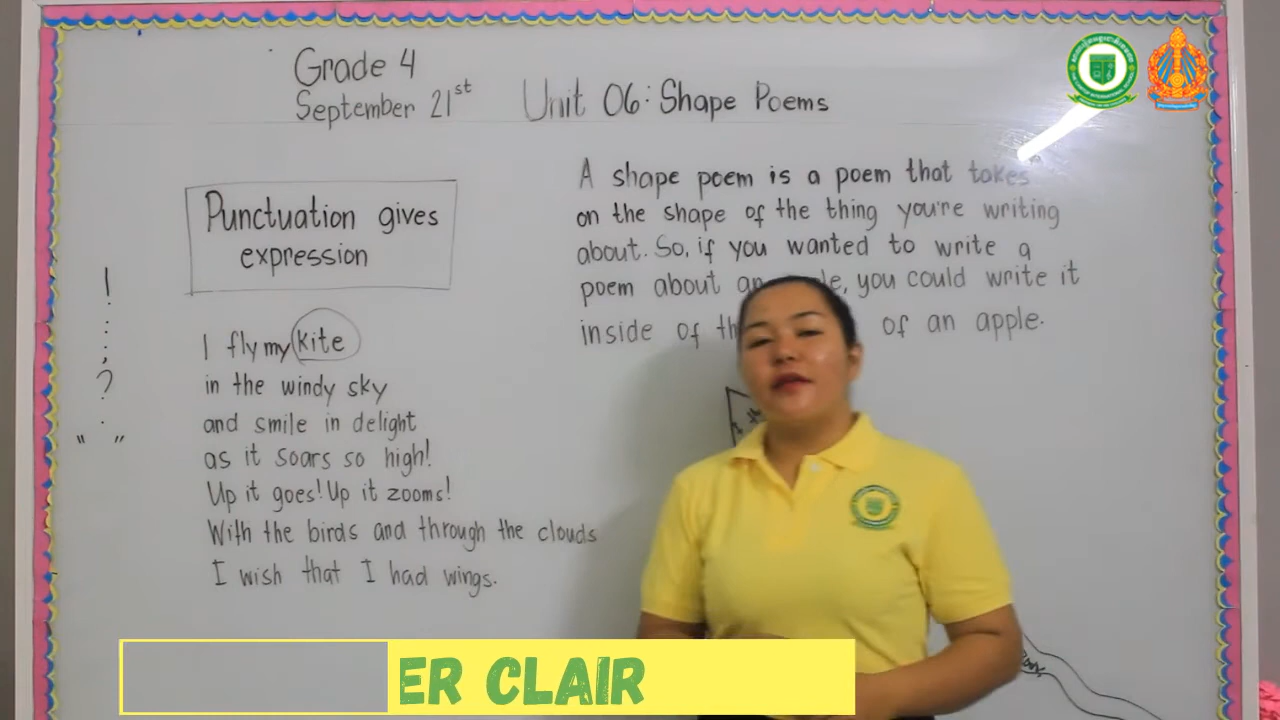 Grade 4
September 21st
Unit 06: Shape Poems
Punctuation gives
expression
!
.
:
;
?
.
" "
I fly my kite
in the windy sky
and smile in delight
as it soars so high!
Up it goes! Up it zooms!
With the birds and through the clouds
I wish that I had wings.
A shape poem is a poem that takes
on the shape of the thing you're writing
about. So, if you wanted to write a
poem about an you could write it
inside of of an apple.
ER CLAIR